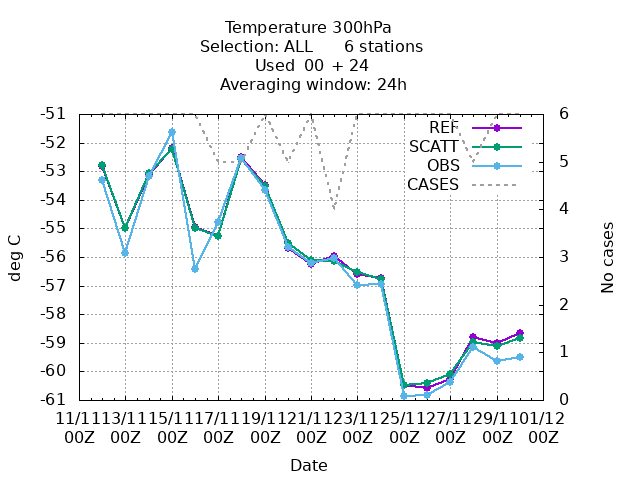 Temperature 300hPa
Selection: ALL      6 stations
Used  00  + 24
Averaging window: 24h
-51
-52
-53
-54
-55
-56
-57
-58
-59
-60
-61
6
5
4
3
2
1
0
REF
SCATT
OBS
CASES
deg C
No cases
11/11 13/11 15/11 17/11 19/11 21/11 23/11 25/11 27/11 29/11 01/12
00Z 00Z 00Z 00Z 00Z 00Z 00Z 00Z 00Z 00Z 00Z
Date